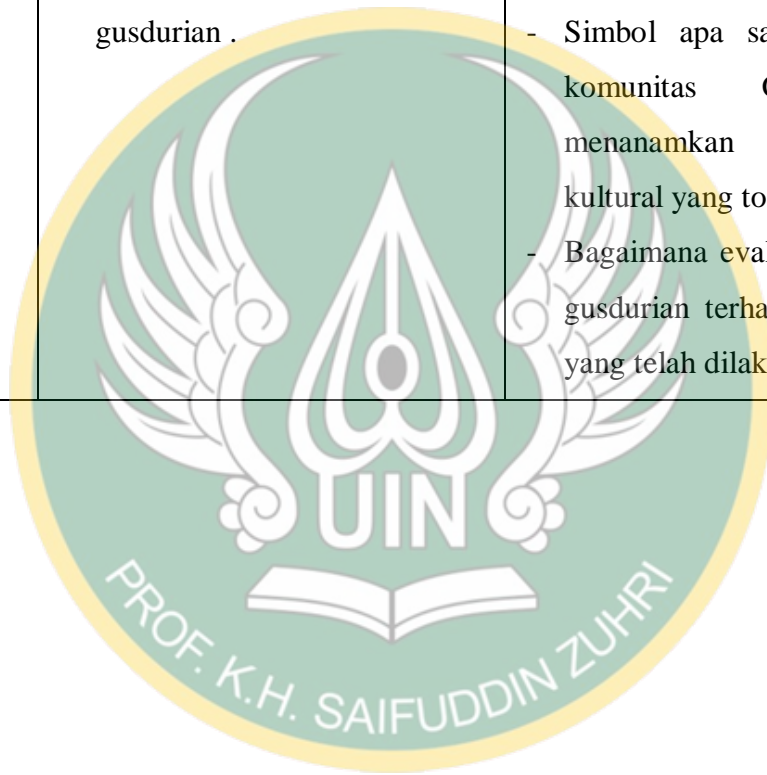 gusdurian .
- Simbol apa
komunitas
menanamkan
kultural yang
- Bagaimana
gusdurian
yang telah
UIN
PROF. K.H. SAIFUDDIN ZUHRI